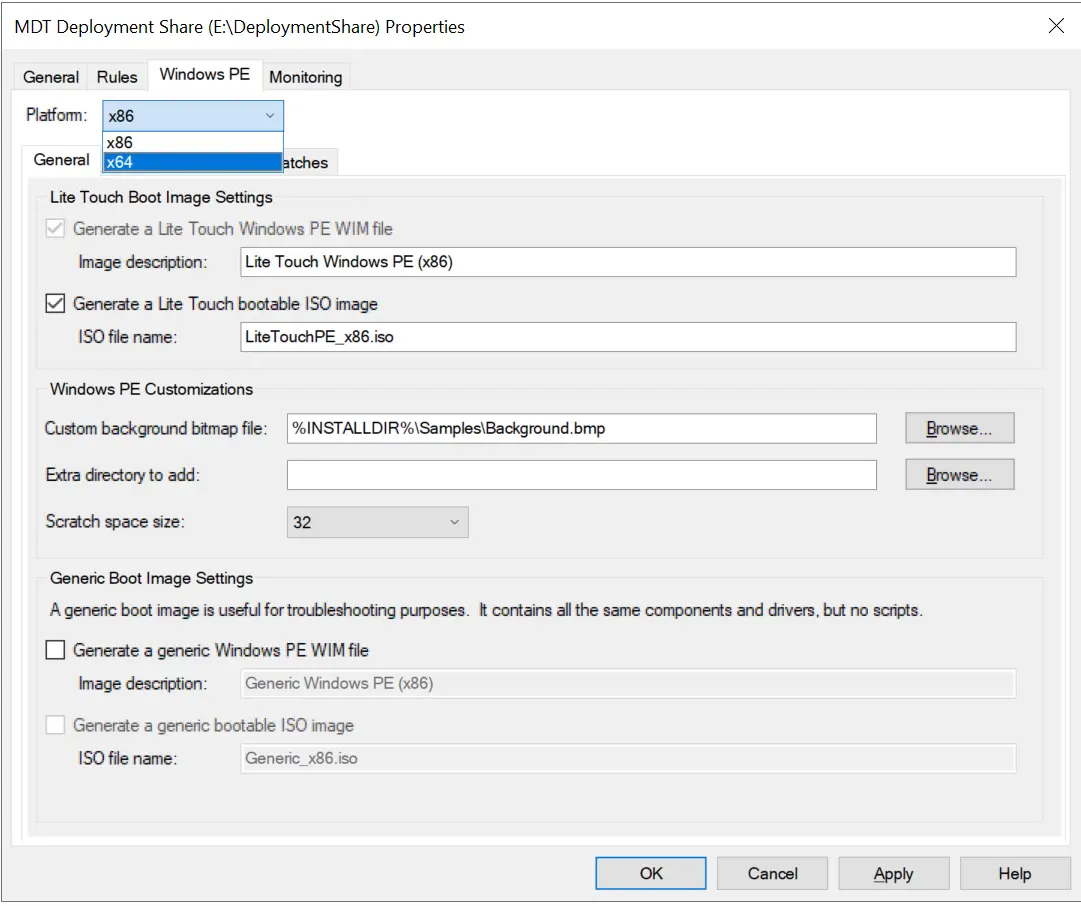 MDT Deployment Share (E:\DeploymentShare) Properties
General Rules Windows PE Monitoring
Platform: x86
x86
x64
General atches
Lite Touch Boot Image Settings
Generate a Lite Touch Windows PE WIM file
Image description: Lite Touch Windows PE (x86)
Generate a Lite Touch bootable ISO image
ISO file name: LiteTouchPE_x86.iso
Windows PE Customizations
Custom background bitmap file: %INSTALLDIR%\Samples\Background.bmp Browse...
Extra directory to add: Browse...
Scratch space size: 32
Generic Boot Image Settings
A generic boot image is useful for troubleshooting purposes. It contains all the same components and drivers, but no scripts.
Generate a generic Windows PE WIM file
Image description: Generic Windows PE (x86)
Generate a generic bootable ISO image
ISO file name: Generic_x86.iso
OK Cancel Apply Help